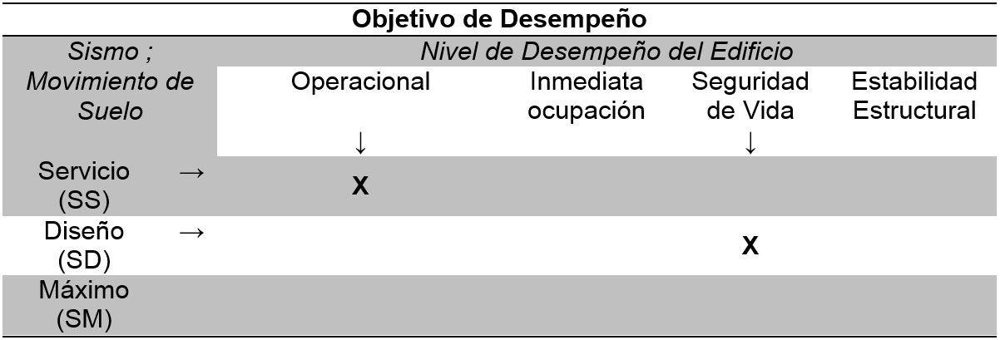 Objetivo de Desempeño
Sismo ;
Movimiento de
Suelo
Nivel de Desempeño del Edificio
Operacional
Inmediata
ocupación
Seguridad
de Vida
Estabilidad
Estructural
↓ ↓
Servicio →
(SS)
X
Diseño →
(SD)
X
Máximo
(SM)